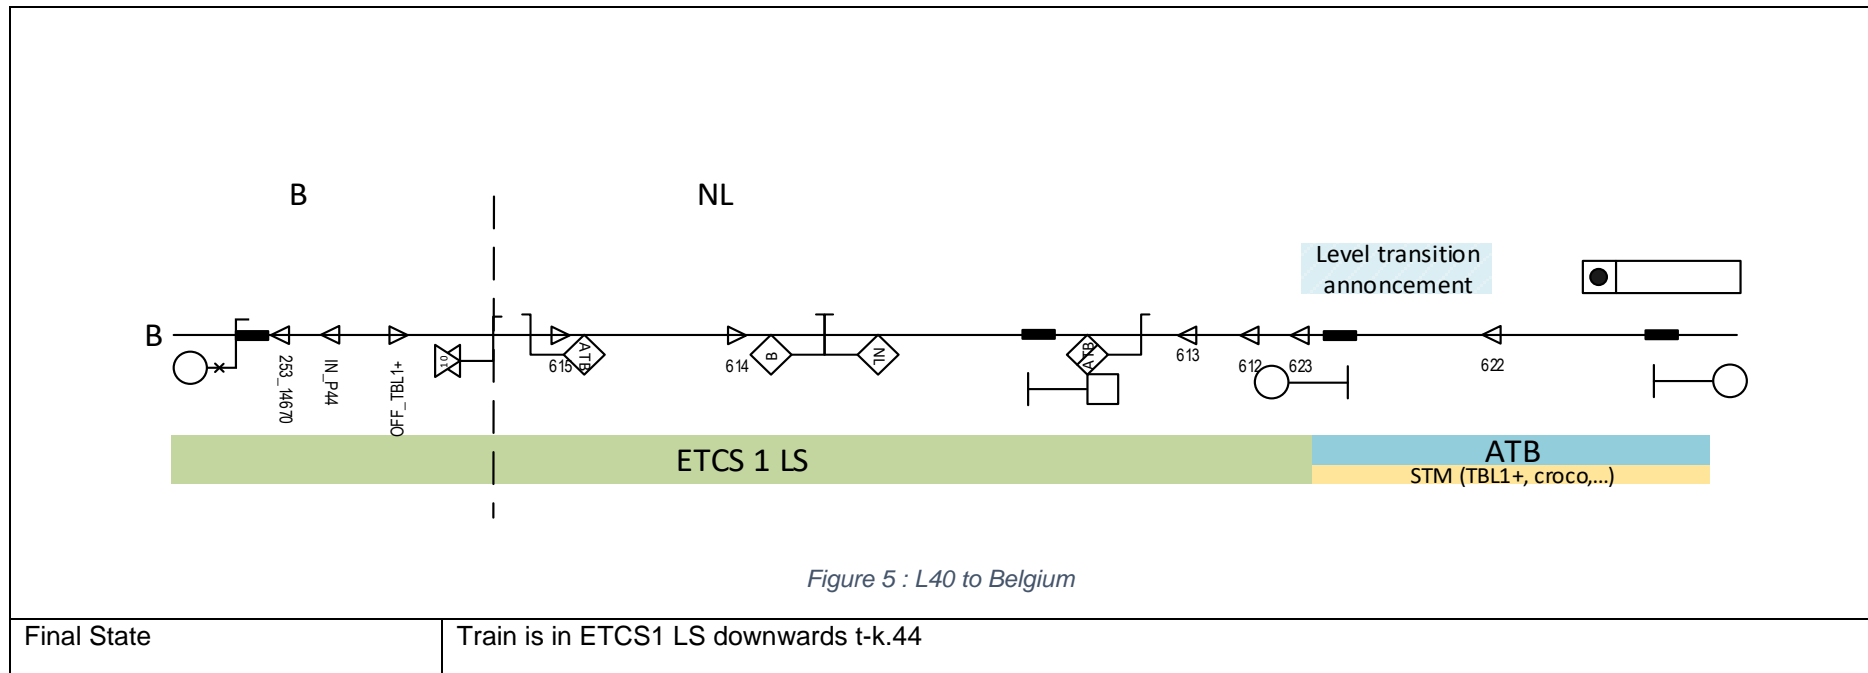 B
NL
Level transition
annoncement
B
253_14670
IN_P44
OFF_TBL1+
10
615
ATB
614
B
NL
ATB
613
612
623
622
ETCS 1 LS
ATB
STM (TBL1+, croco,...)
Figure 5 : L40 to Belgium
Final State
Train is in ETCS1 LS downwards t-k.44